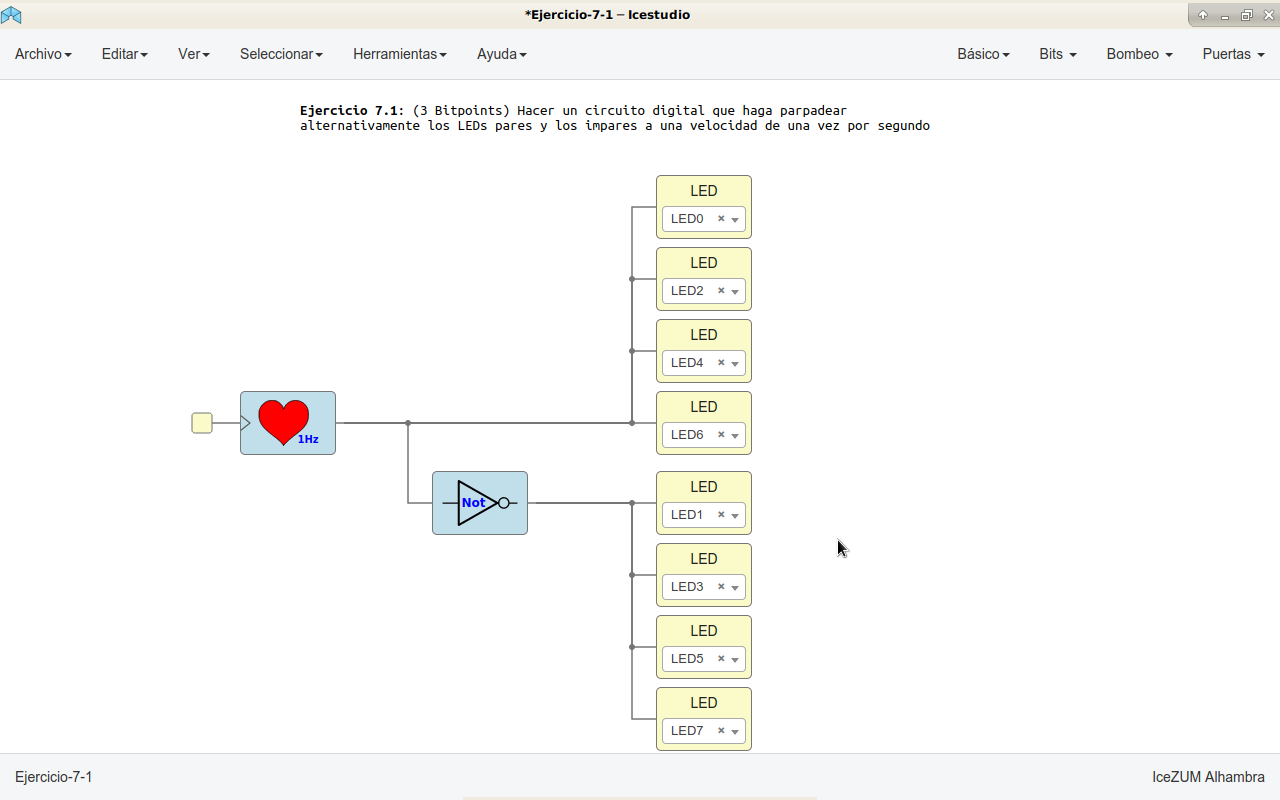 *Ejercicio-7-1 – Icestudio
Archivo Editar Ver Seleccionar Herramientas Ayuda Básico Bits Bombeo Puertas
Ejercicio 7.1: (3 Bitpoints) Hacer un circuito digital que haga parpadear
alternativamente los LEDs pares y los impares a una velocidad de una vez por segundo
LED
LED0
LED
LED2
LED
LED4
LED
LED6
1Hz
Not
LED
LED1
LED
LED3
LED
LED5
LED
LED7
Ejercicio-7-1 IceZUM Alhambra